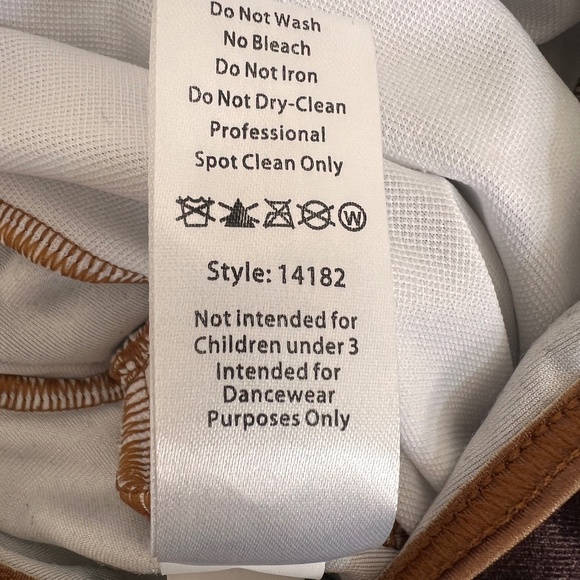 Do Not Wash
No Bleach
Do Not Iron
Do Not Dry-Clean
Professional
Spot Clean Only
W
Style: 14182
Not intended for
Children under 3
Intended for
Dancewear
Purposes Only